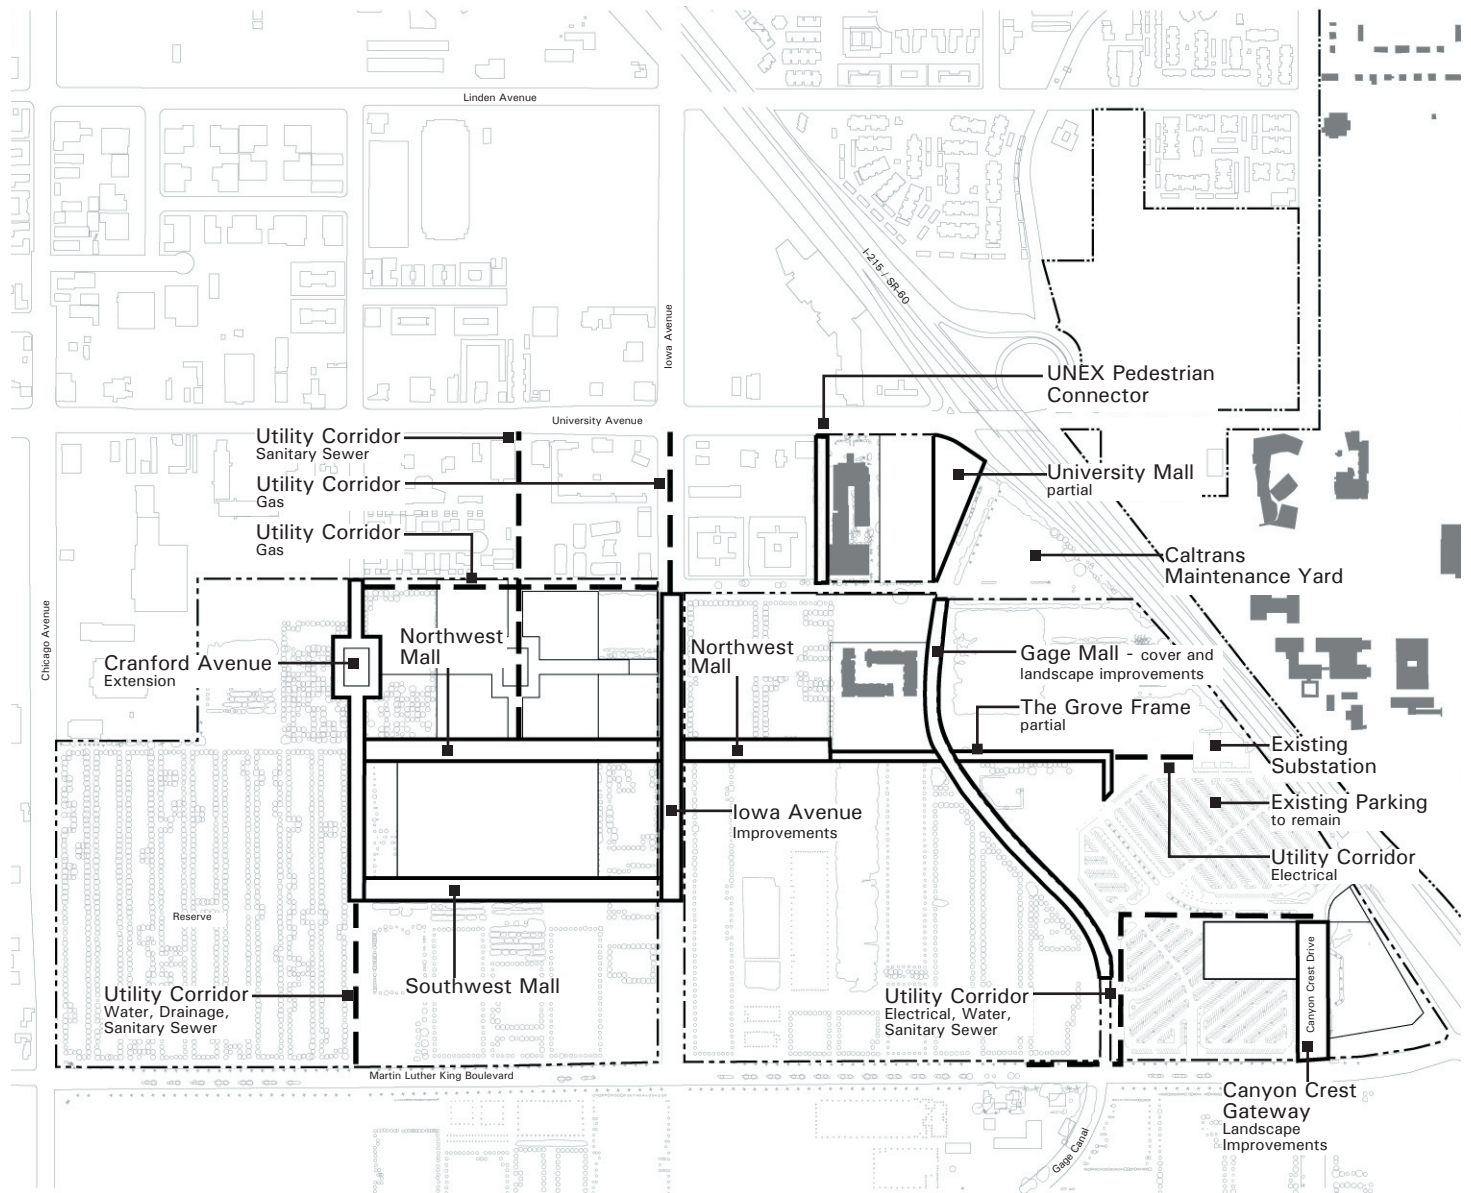 Linden Avenue
I-215 / SR-60
Iowa Avenue
UNEX Pedestrian
Connector
University Avenue
Utility Corridor
Sanitary Sewer
Utility Corridor
Gas
Utility Corridor
Gas
University Mall
partial
Caltrans
Maintenance Yard
Chicago Avenue
Northwest
Mall
Northwest
Mall
Cranford Avenue
Extension
Gage Mall - cover and
landscape improvements
The Grove Frame
partial
Existing
Substation
Existing Parking
to remain
Iowa Avenue
Improvements
Utility Corridor
Electrical
Reserve
Southwest Mall
Utility Corridor
Water, Drainage,
Sanitary Sewer
Utility Corridor
Electrical, Water,
Sanitary Sewer
Canyon Crest Drive
Martin Luther King Boulevard
Canyon Crest
Gateway
Landscape
Improvements
Gage Canal